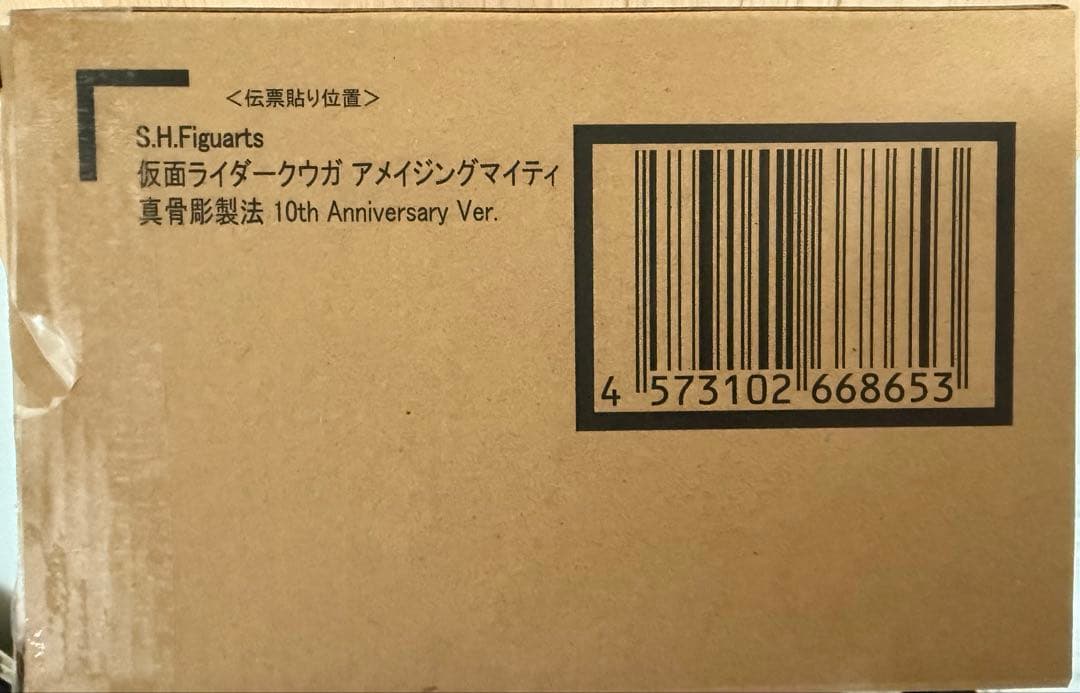 ＜伝票貼り位置＞
S.H.Figuarts
仮面ライダークウガ アメイジングマイティ
真骨彫製法 10th Anniversary Ver.
4 573102 668653